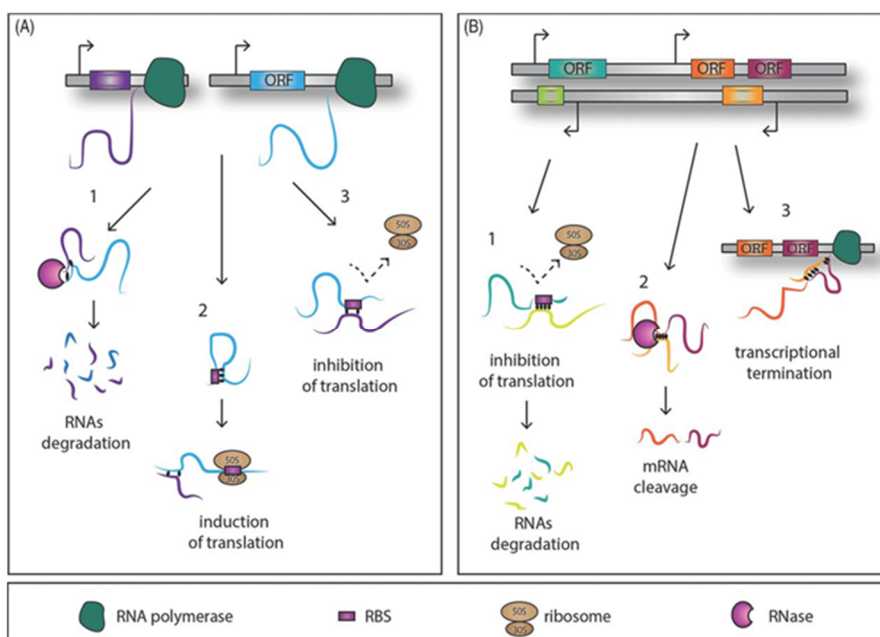 (A)
ORF
1
3
50S
30S
2
inhibition
of translation
RNAs
degradation
50S
30S
induction
of translation
(B)
ORF
ORF
ORF
1
50S
30S
2
3
ORF
ORF
inhibition
of translation
transcriptional
termination
mRNA
cleavage
RNAs
degradation
RNA polymerase
RBS
50S
30S
ribosome
RNase